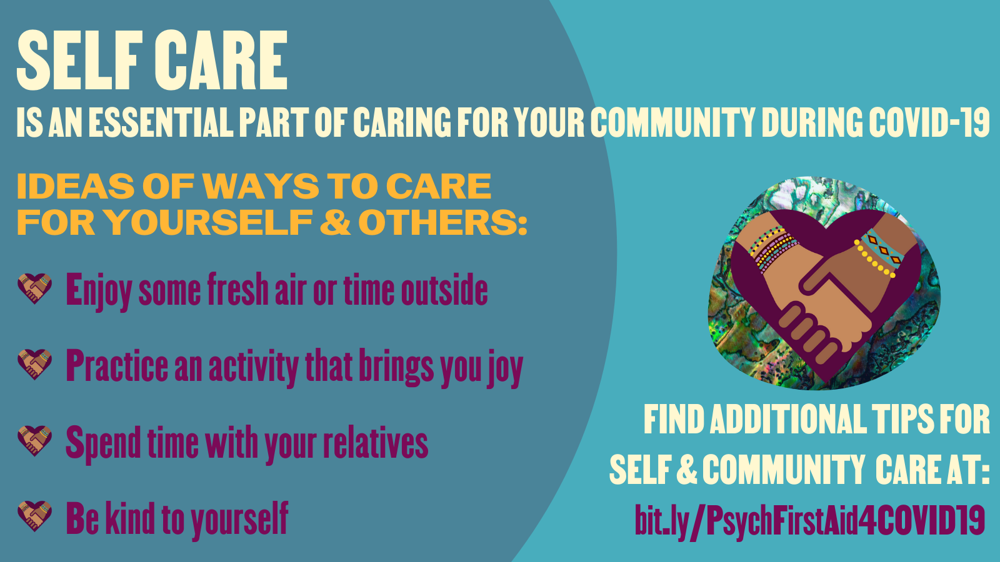 SELF CARE
IS AN ESSENTIAL PART OF CARING FOR YOUR COMMUNITY DURING COVID-19
IDEAS OF WAYS TO CARE
FOR YOURSELF & OTHERS:
Enjoy some fresh air or time outside
Practice an activity that brings you joy
Spend time with your relatives
Be kind to yourself
FIND ADDITIONAL TIPS FOR
SELF & COMMUNITY CARE AT:
bit.ly/PsychFirstAid4COVID19